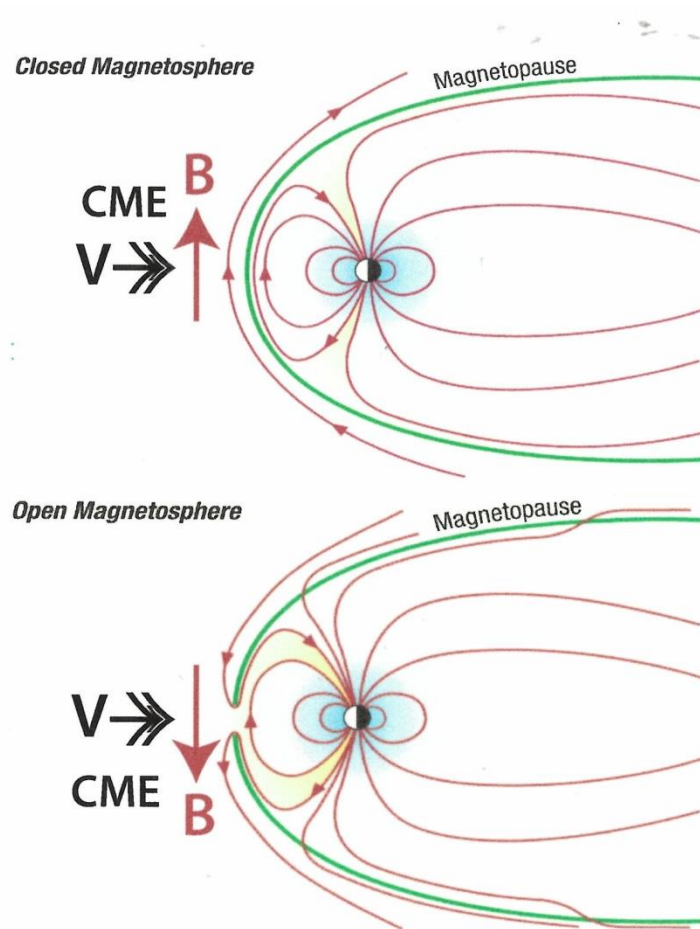 Closed Magnetosphere
Magnetopause
B
CME
V
Open Magnetosphere
Magnetopause
V
CME
B